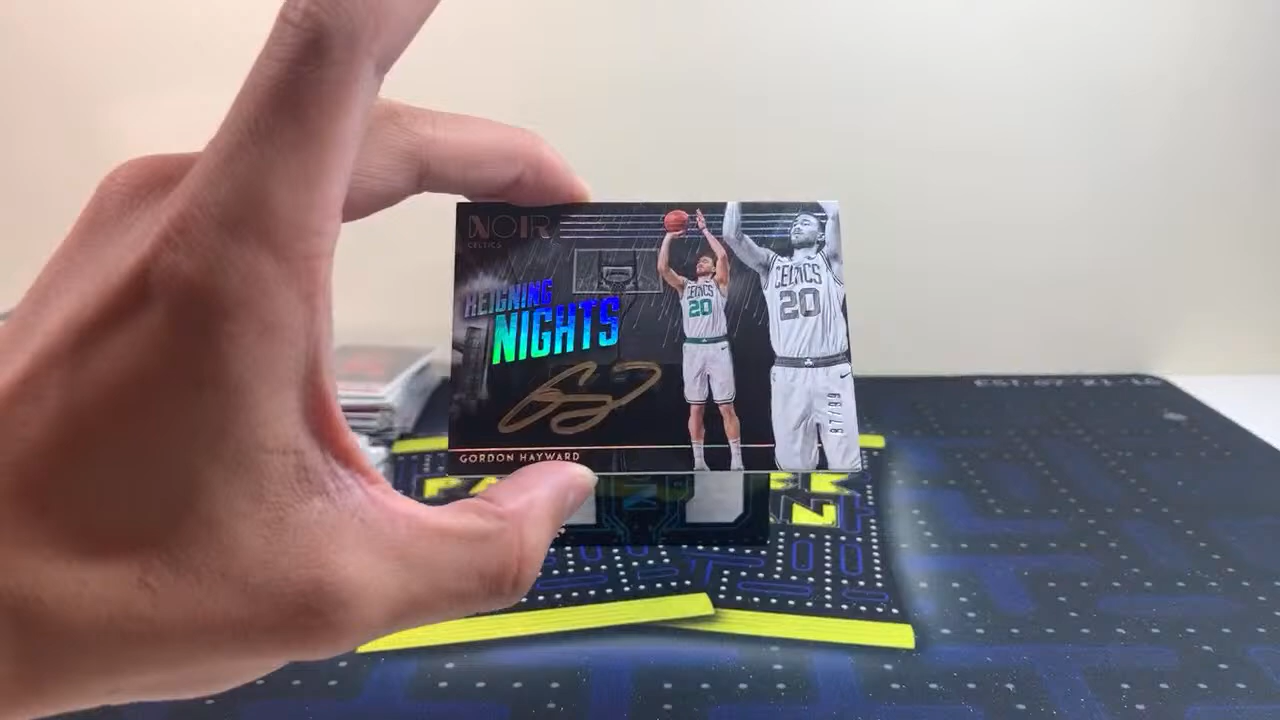 NOIR
CELTICS
REIGNING
NIGHTS
CELTICS
20
CELTICS
20
87/99
GORDON HAYWARD